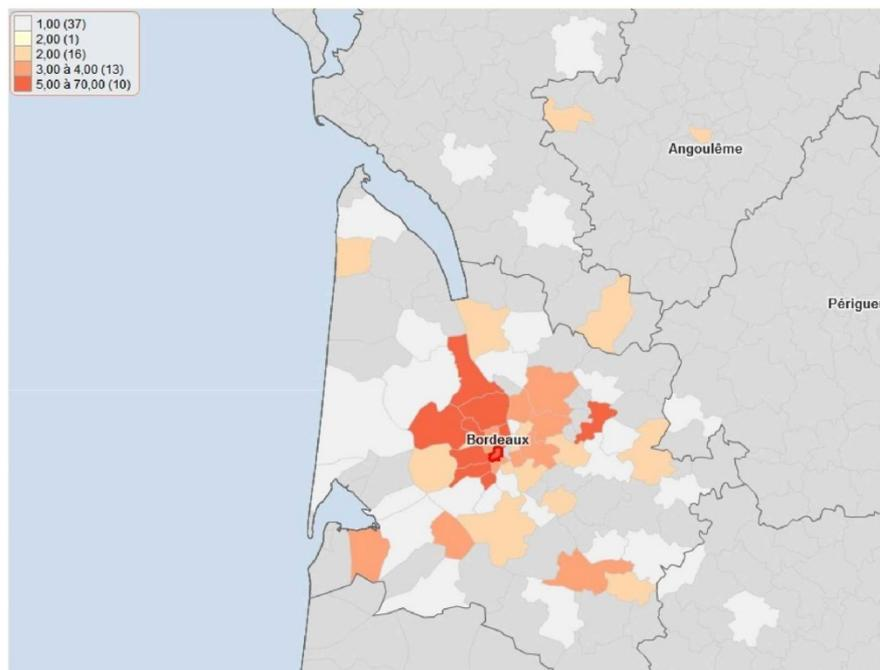 1,00 (37)
2,00 (1)
2,00 (16)
3,00 à 4,00 (13)
5,00 à 70,00 (10)
Angoulême
Périgue
Bordeaux